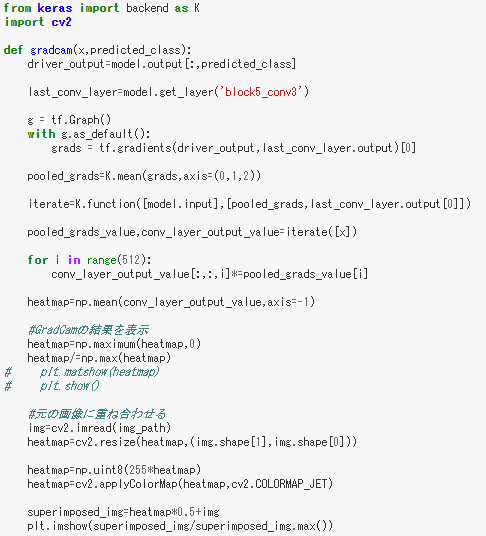 from keras import backend as K
import cv2

def gradcam(x,predicted_class):
    driver_output=model.output[:,predicted_class]

    last_conv_layer=model.get_layer('block5_conv3')

    g = tf.Graph()
    with g.as_default():
        grads = tf.gradients(driver_output,last_conv_layer.output)[0]

    pooled_grads=K.mean(grads,axis=(0,1,2))

    iterate=K.function([model.input],[pooled_grads,last_conv_layer.output[0]])

    pooled_grads_value,conv_layer_output_value=iterate([x])

    for i in range(512):
        conv_layer_output_value[:,:,i]*=pooled_grads_value[i]

    heatmap=np.mean(conv_layer_output_value,axis=-1)

    #GradCamの結果を表示
    heatmap=np.maximum(heatmap,0)
    heatmap/=np.max(heatmap)
#     plt.matshow(heatmap)
#     plt.show()

    #元の画像に重ね合わせる
    img=cv2.imread(img_path)
    heatmap=cv2.resize(heatmap,(img.shape[1],img.shape[0]))

    heatmap=np.uint8(255*heatmap)
    heatmap=cv2.applyColorMap(heatmap,cv2.COLORMAP_JET)

    superimposed_img=heatmap*0.5+img
    plt.imshow(superimposed_img/superimposed_img.max())